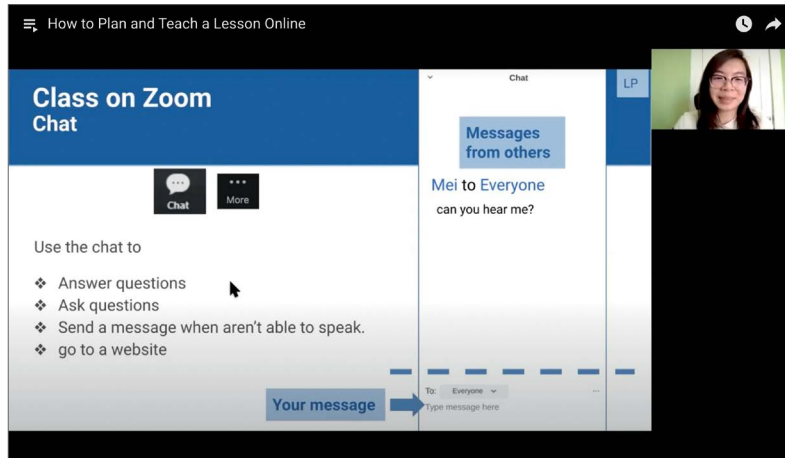 How to Plan and Teach a Lesson Online
Class on Zoom
Chat
Chat
More
Use the chat to
❖ Answer questions
❖ Ask questions
❖ Send a message when aren't able to speak.
❖ go to a website
Your message
Chat
Messages
from others
Mei to Everyone
can you hear me?
To: Everyone
Type message here
LP